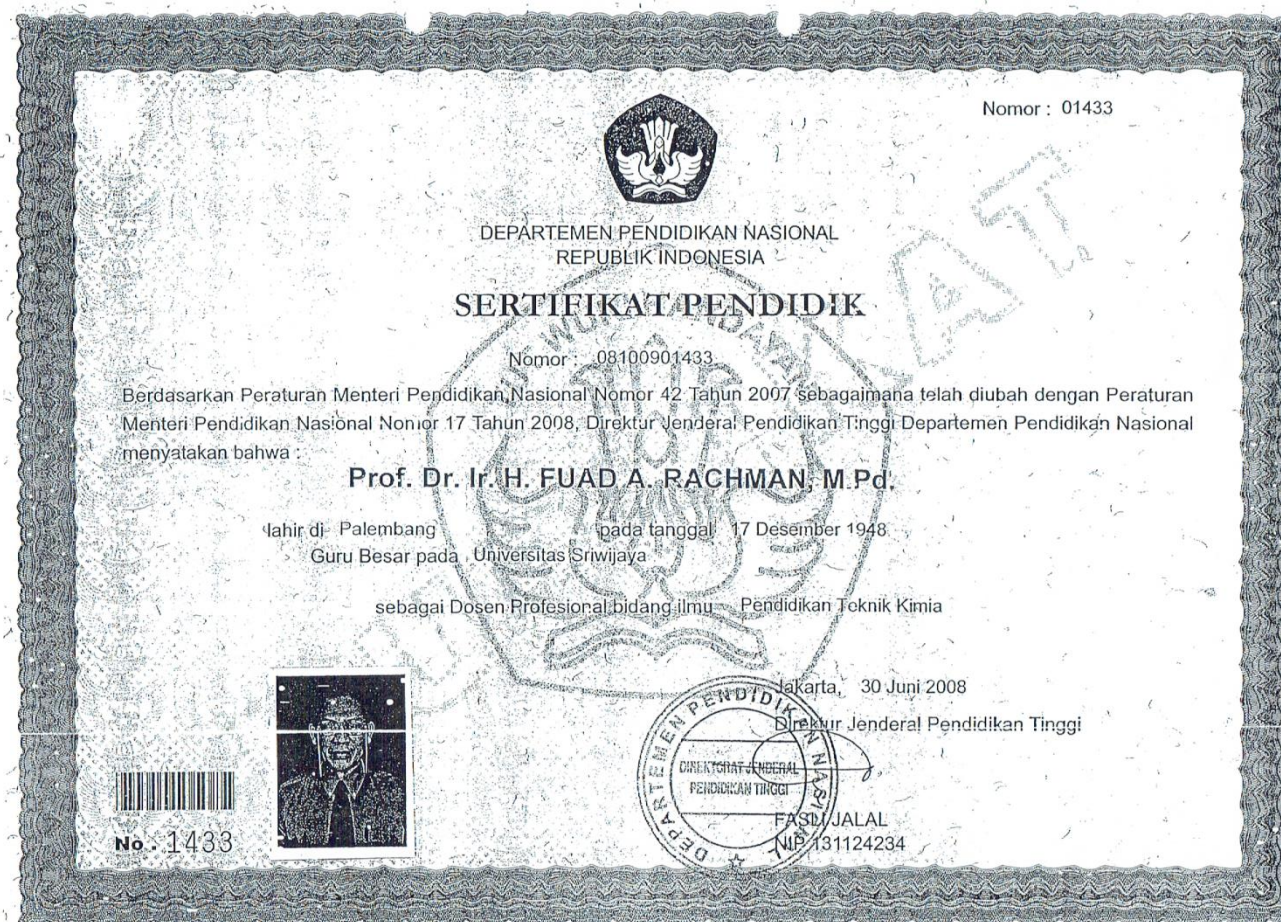 Nomor : 01433
DEPARTEMEN PENDIDIKAN NASIONAL
REPUBLIK INDONESIA
SERTIFIKAT PENDIDIK
Nomor : 08100901433
Berdasarkan Peraturan Menteri Pendidikan Nasional Nomor 42 Tahun 2007 sebagaimana telah diubah dengan Peraturan
Menteri Pendidikan Nasional Nomor 17 Tahun 2008, Direktur Jenderal Pendidikan Tinggi Departemen Pendidikan Nasional
menyatakan bahwa :
Prof. Dr. Ir. H. FUAD A. RACHMAN, M.Pd.
lahir di Palembang pada tanggal 17 Desember 1948
Guru Besar pada Universitas Sriwijaya
sebagai Dosen Profesional bidang ilmu Pendidikan Teknik Kimia
Jakarta, 30 Juni 2008
Direktur Jenderal Pendidikan Tinggi
DEPARTEMEN PENDIDIKAN NASIONAL
DIREKTORAT JENDERAL
PENDIDIKAN TINGGI
FASLI JALAL
NIP 131124234
No. 1433